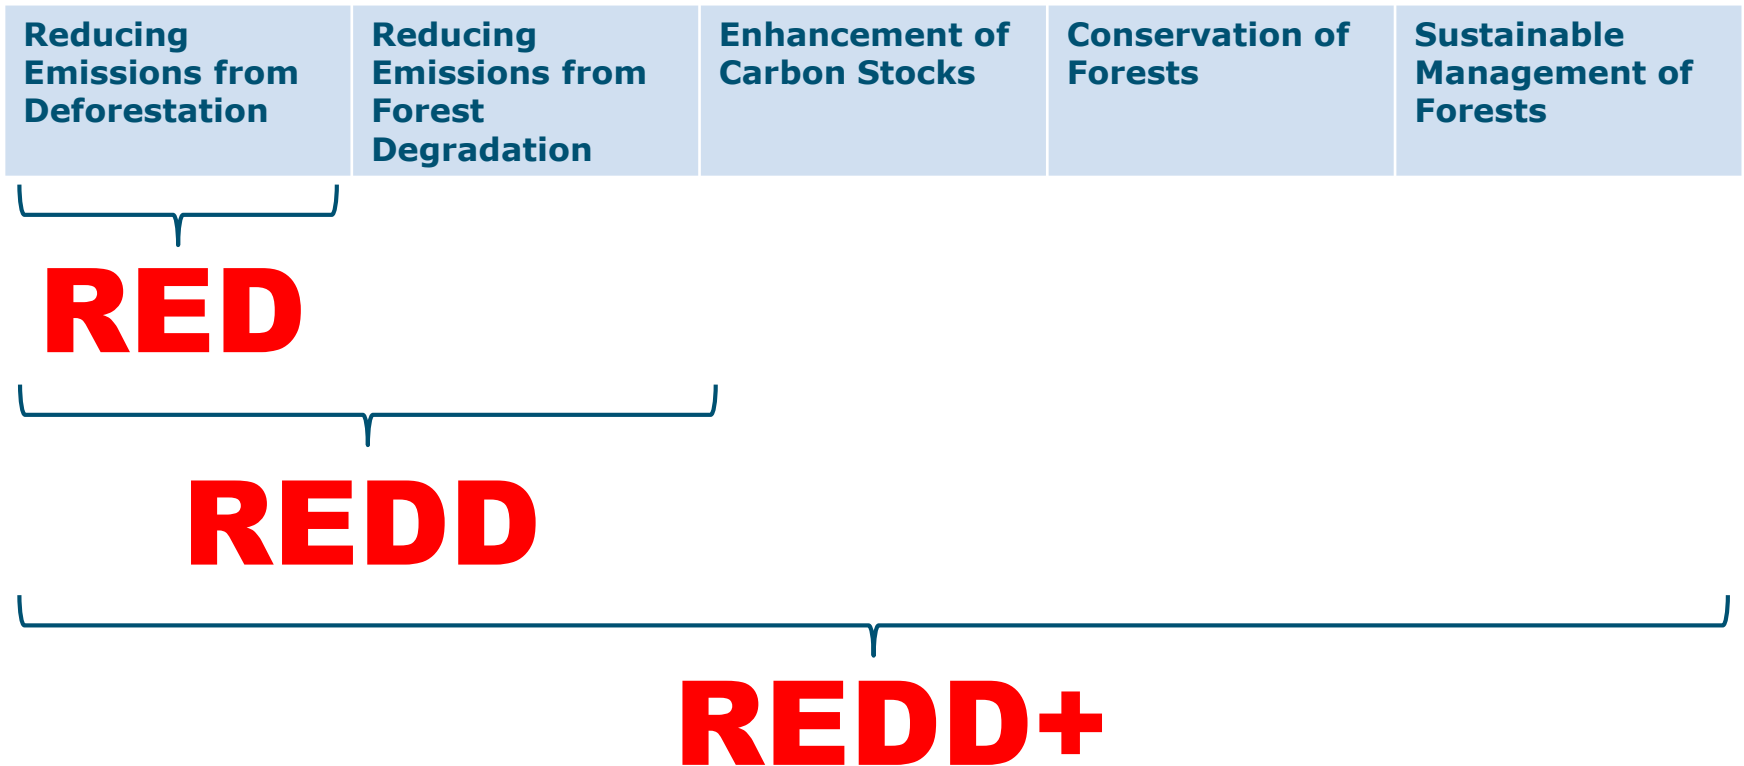 Reducing
Emissions from
Deforestation
Reducing
Emissions from
Forest
Degradation
Enhancement of
Carbon Stocks
Conservation of
Forests
Sustainable
Management of
Forests
RED
REDD
REDD+